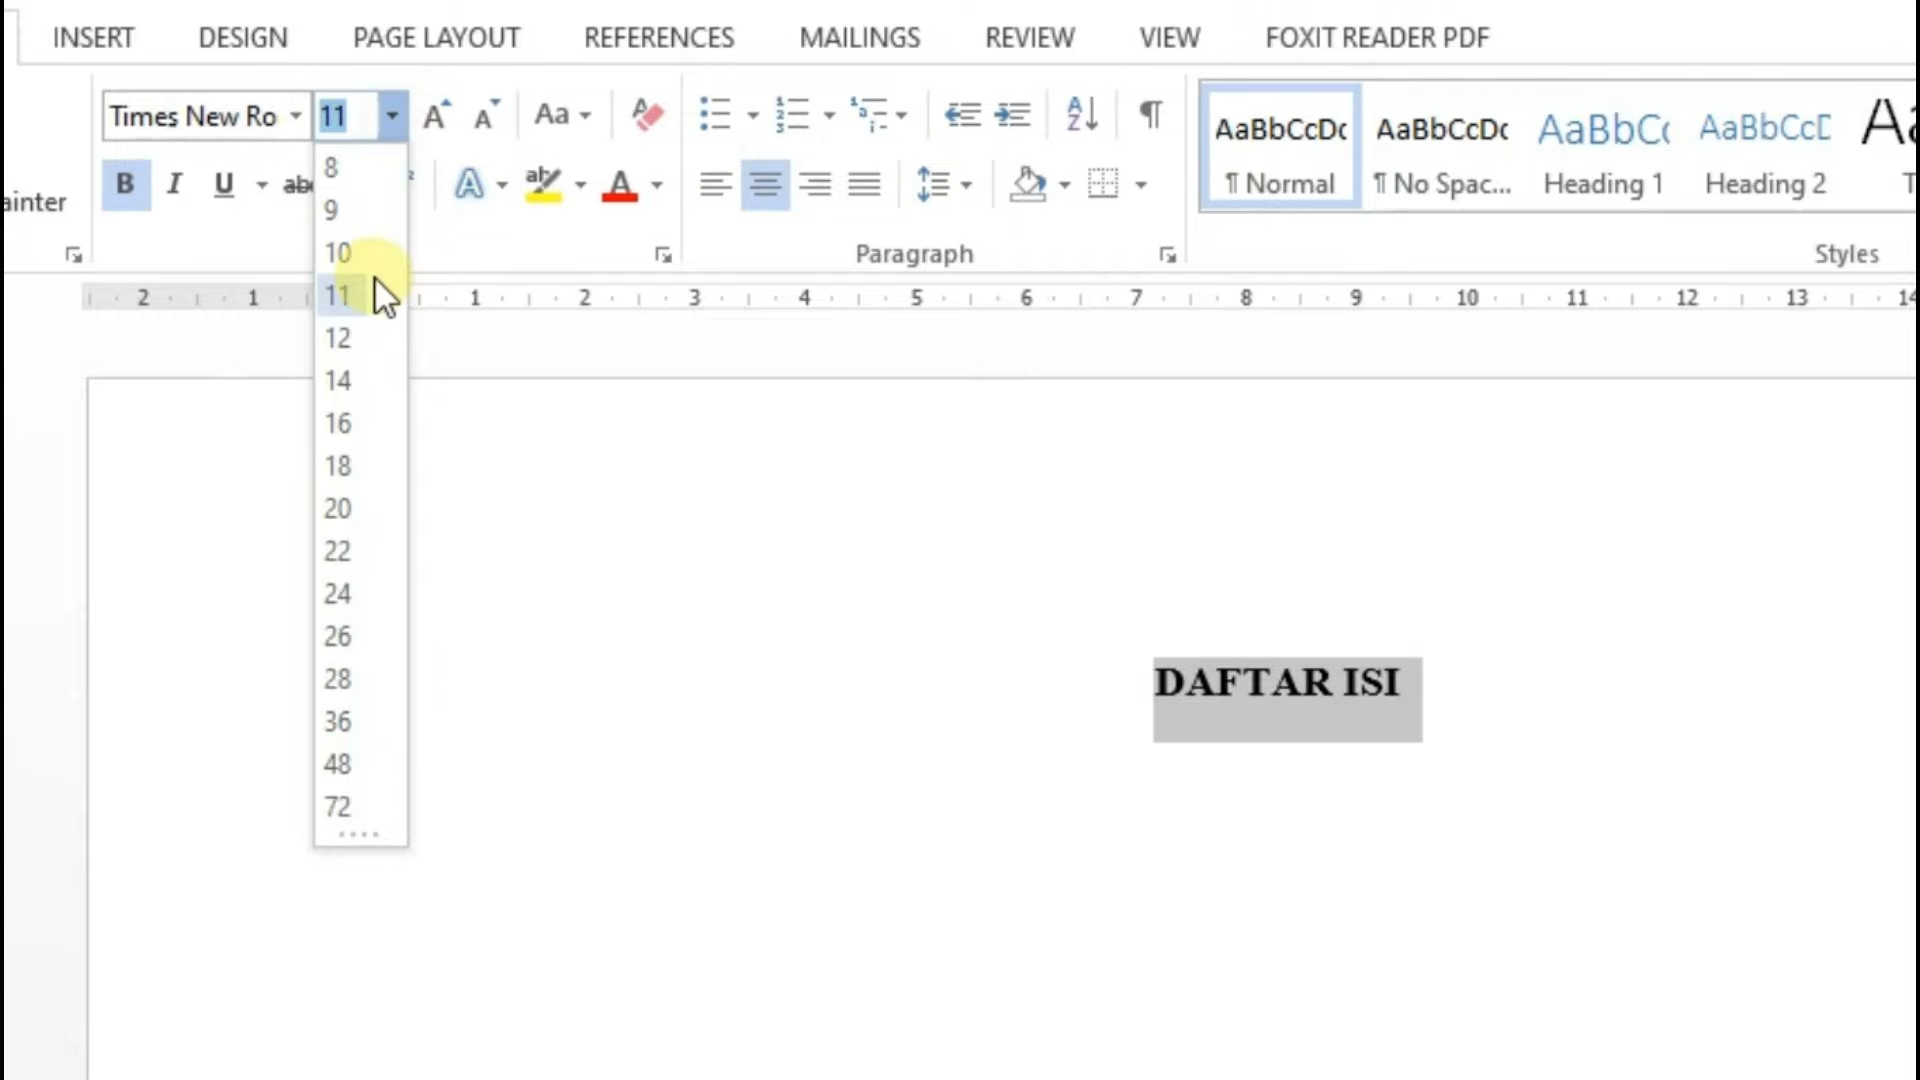 INSERT DESIGN PAGE LAYOUT REFERENCES MAILINGS REVIEW VIEW FOXIT READER PDF
Times New Ro 11 Aa AaBbCcDc AaBbCcDc AaBbC( AaBbCcD
ainter B I U abc A ab A ¶ Normal ¶ No Spac... Heading 1 Heading 2
Paragraph Styles
2 1 1 2 3 4 5 6 7 8 9 10 11 12 13 14
8
9
10
11
12
14
16
18
20
22
24
26
28
36
48
72
DAFTAR ISI